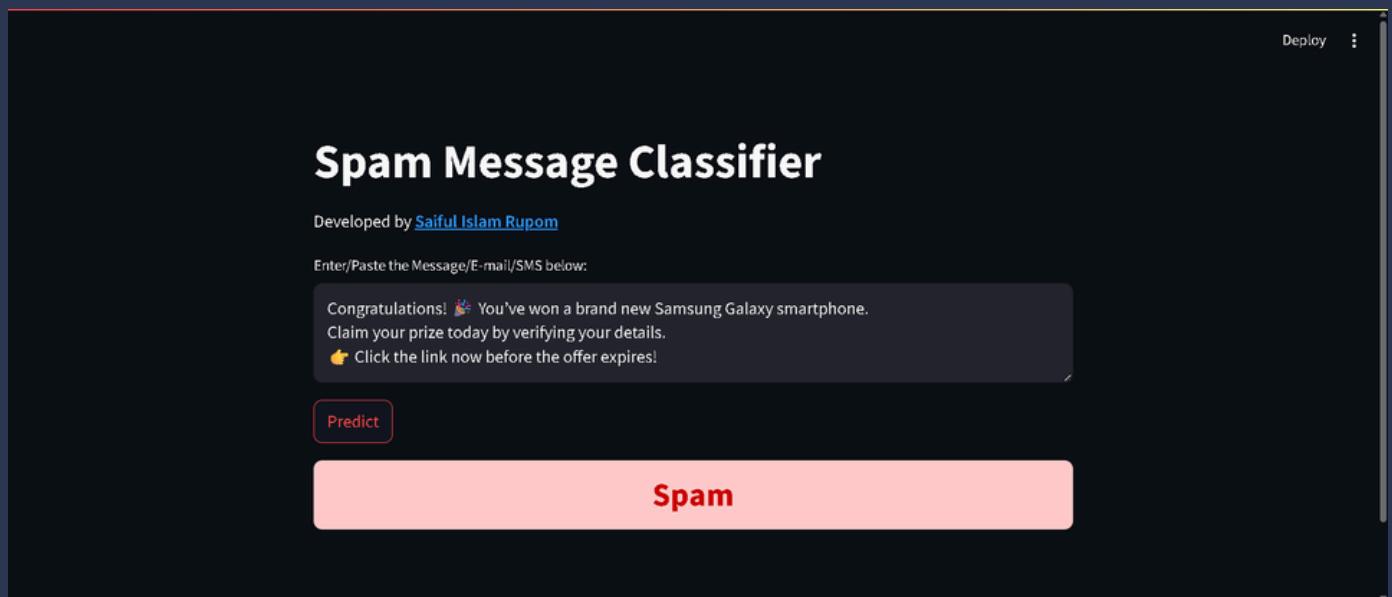 Deploy
Spam Message Classifier
Developed by Saiful Islam Rupom
Enter/Paste the Message/E-mail/SMS below:
Congratulations! 🎉 You’ve won a brand new Samsung Galaxy smartphone.
Claim your prize today by verifying your details.
👉 Click the link now before the offer expires!
Predict
Spam